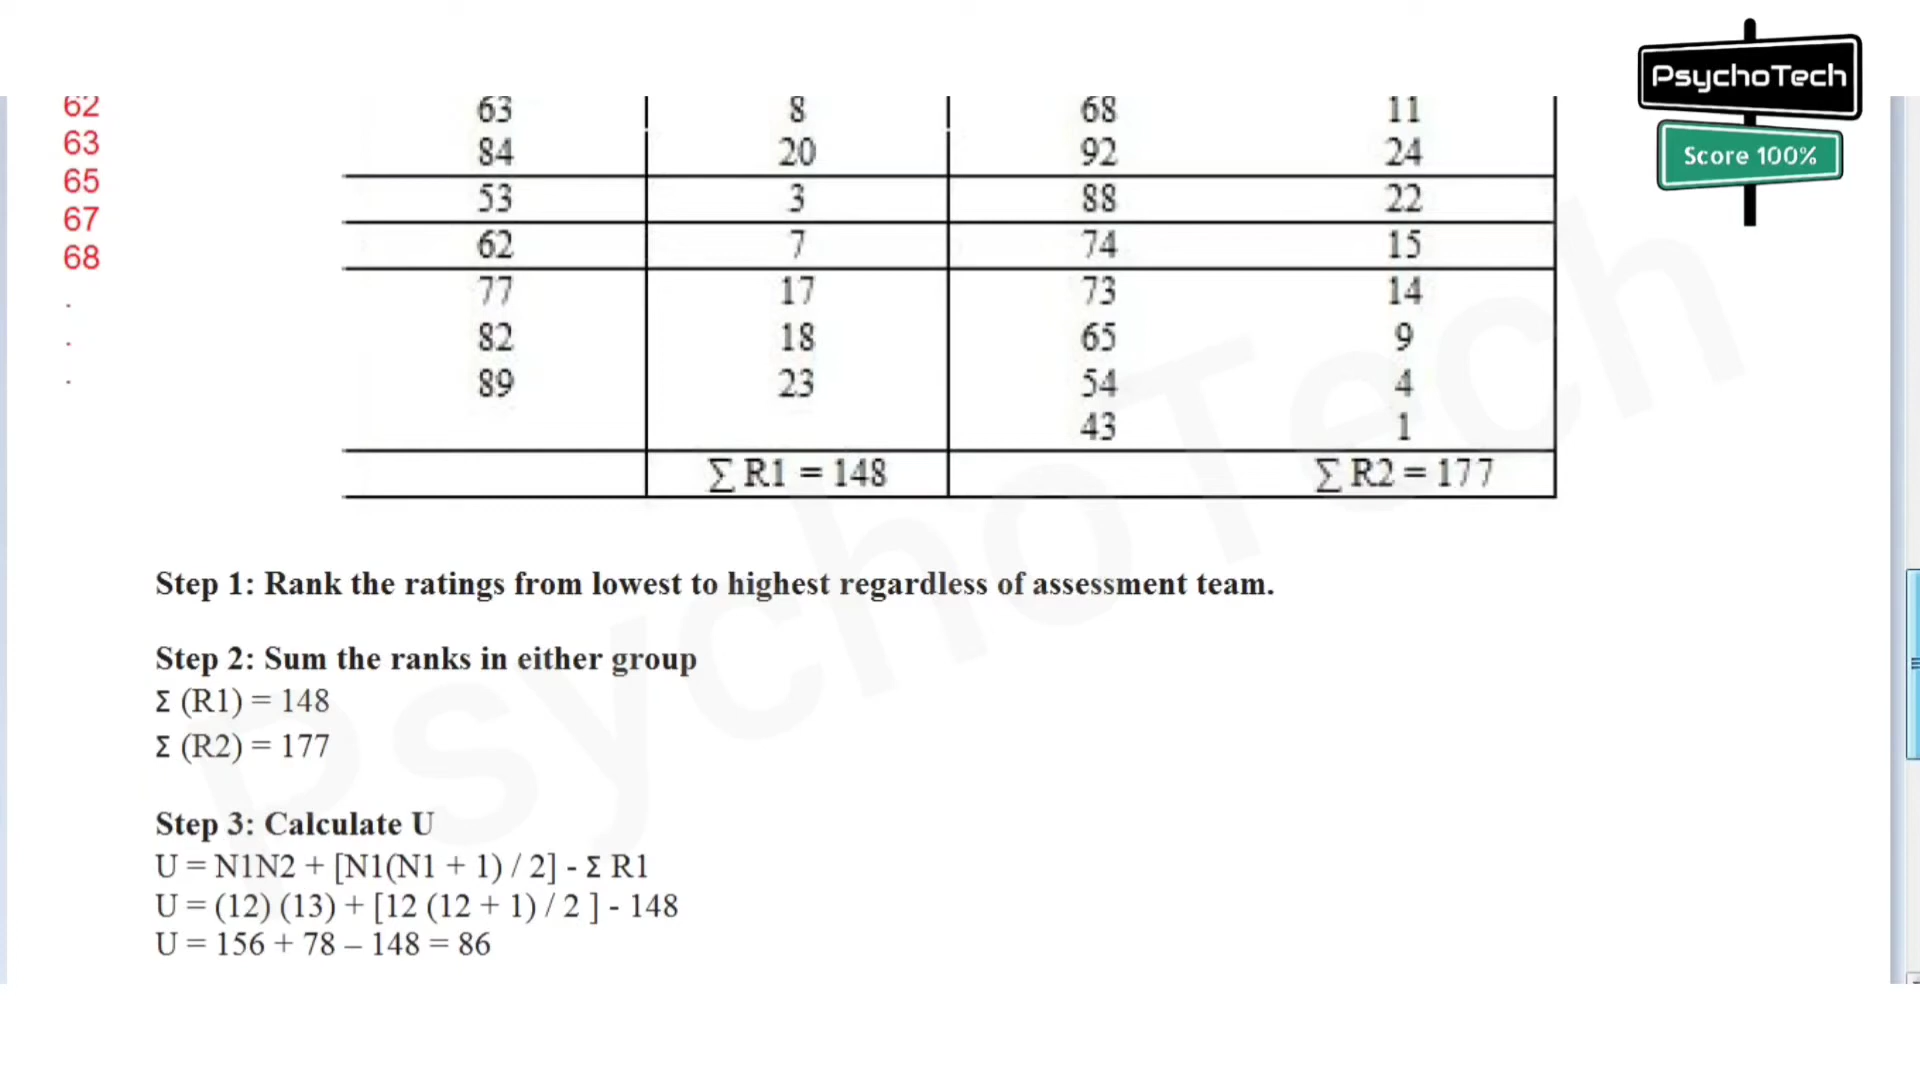 PsychoTech
Score 100%
62
63
65
67
68
.
.
.
63 8 68 11
84 20 92 24
53 3 88 22
62 7 74 15
77 17 73 14
82 18 65 9
89 23 54 4
43 1
∑ R1 = 148 ∑ R2 = 177
Step 1: Rank the ratings from lowest to highest regardless of assessment team.
Step 2: Sum the ranks in either group
Σ (R1) = 148
Σ (R2) = 177
Step 3: Calculate U
U = N1N2 + [N1(N1 + 1) / 2] - Σ R1
U = (12) (13) + [12 (12 + 1) / 2 ] - 148
U = 156 + 78 – 148 = 86
PsychoTech